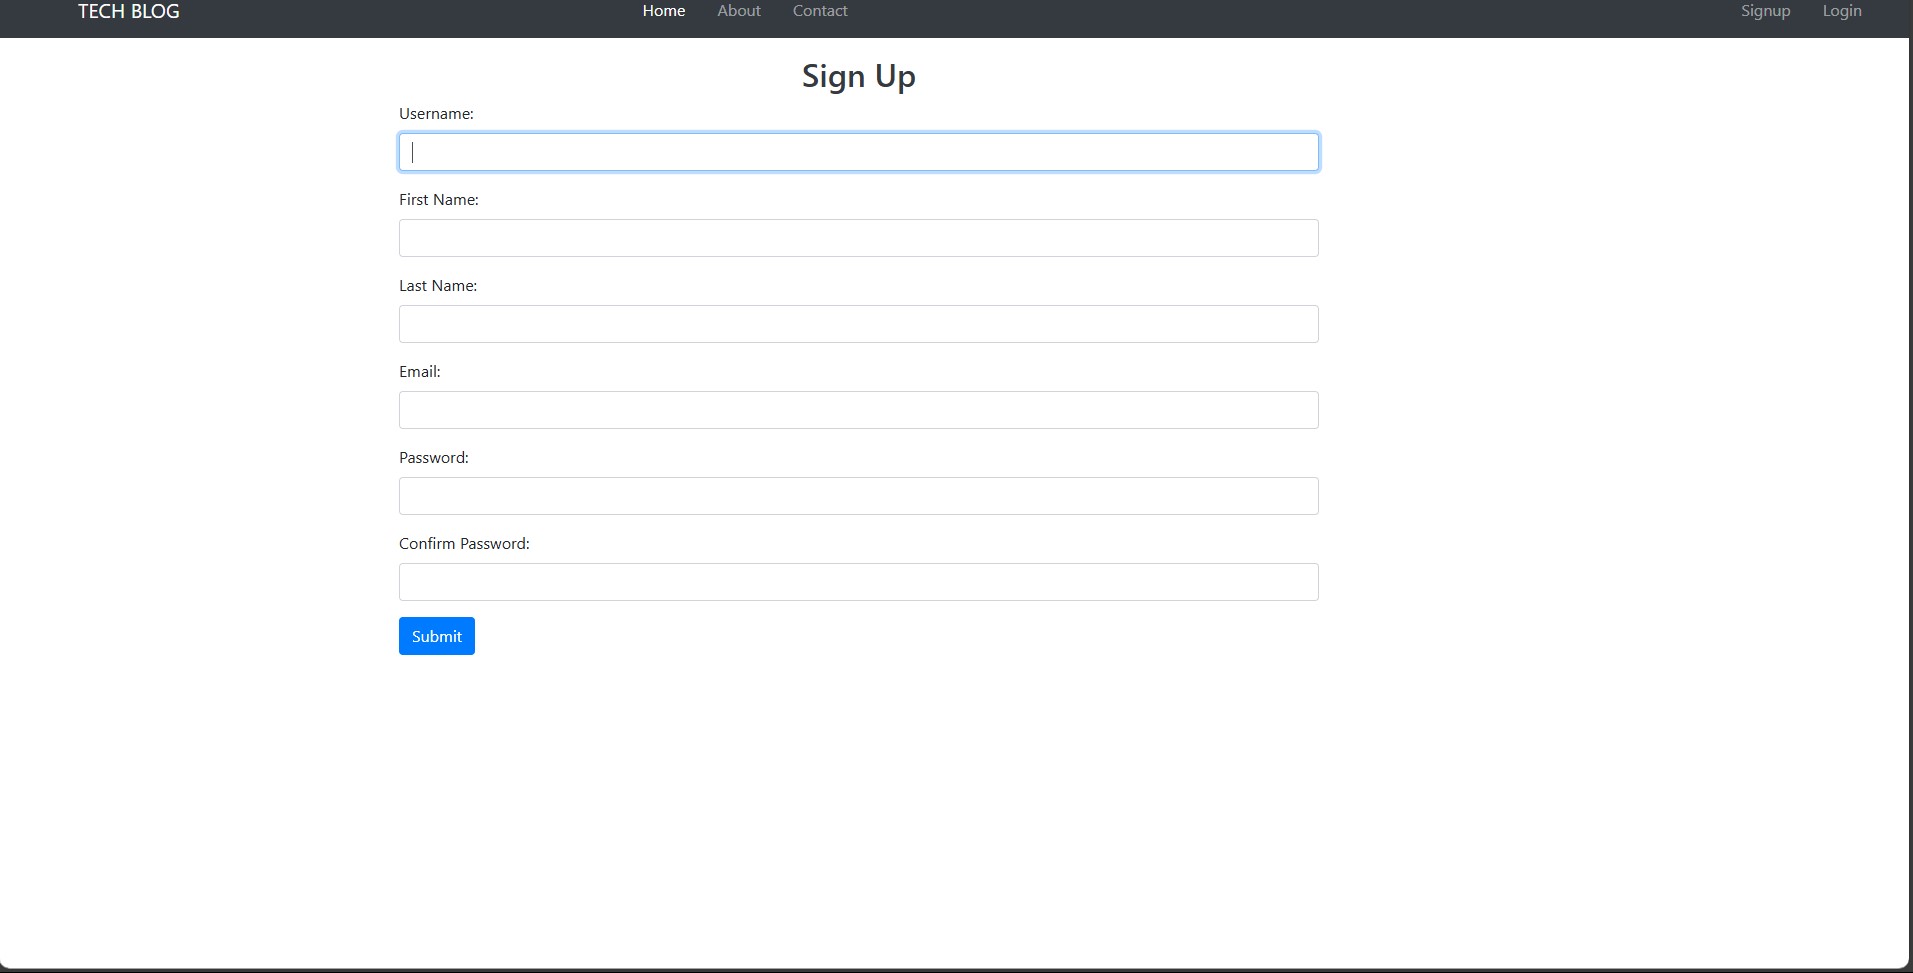 TECH BLOG Home About Contact Signup Login
Sign Up
Username:
First Name:
Last Name:
Email:
Password:
Confirm Password:
Submit